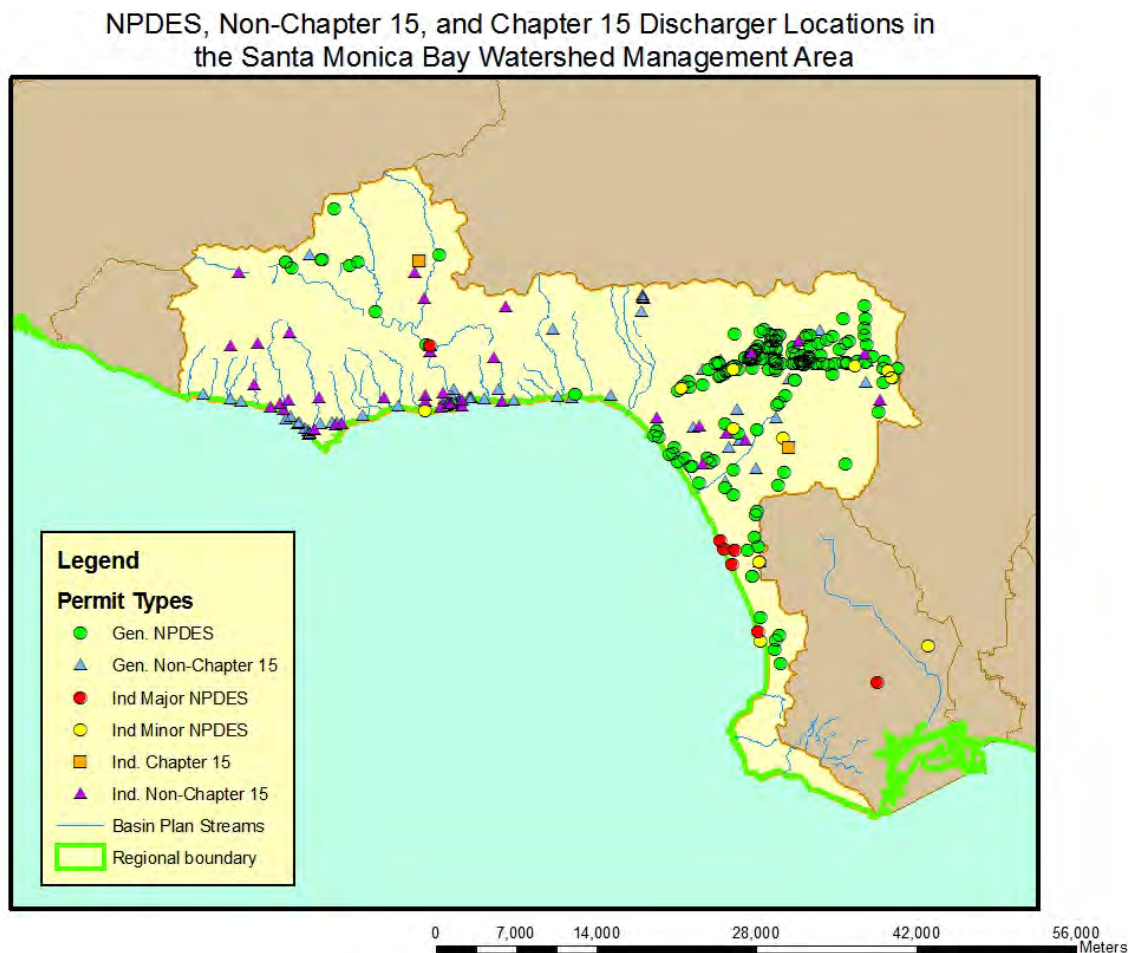 NPDES, Non-Chapter 15, and Chapter 15 Discharger Locations in
the Santa Monica Bay Watershed Management Area
Legend
Permit Types
Gen. NPDES
Gen. Non-Chapter 15
Ind Major NPDES
Ind Minor NPDES
Ind. Chapter 15
Ind. Non-Chapter 15
Basin Plan Streams
Regional boundary
0 7,000 14,000 28,000 42,000 56,000
Meters